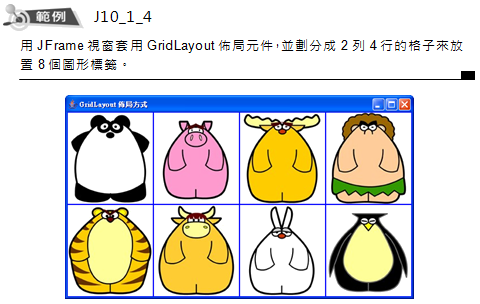 範例 J10_1_4
用 JFrame 視窗套用 GridLayout 佈局元件，並劃分成 2 列 4 行的格子來放
置 8 個圖形標籤。
GridLayout 佈局方式